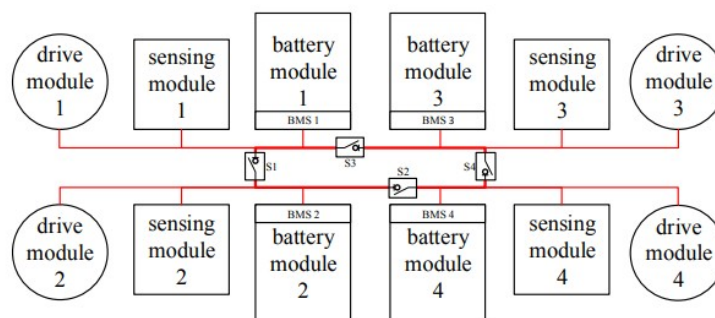 drive
module
1
sensing
module
1
battery
module
1
BMS 1
battery
module
3
BMS 3
sensing
module
3
drive
module
3
S1
S3
S2
S4
drive
module
2
sensing
module
2
BMS 2
battery
module
2
BMS 4
battery
module
4
sensing
module
4
drive
module
4